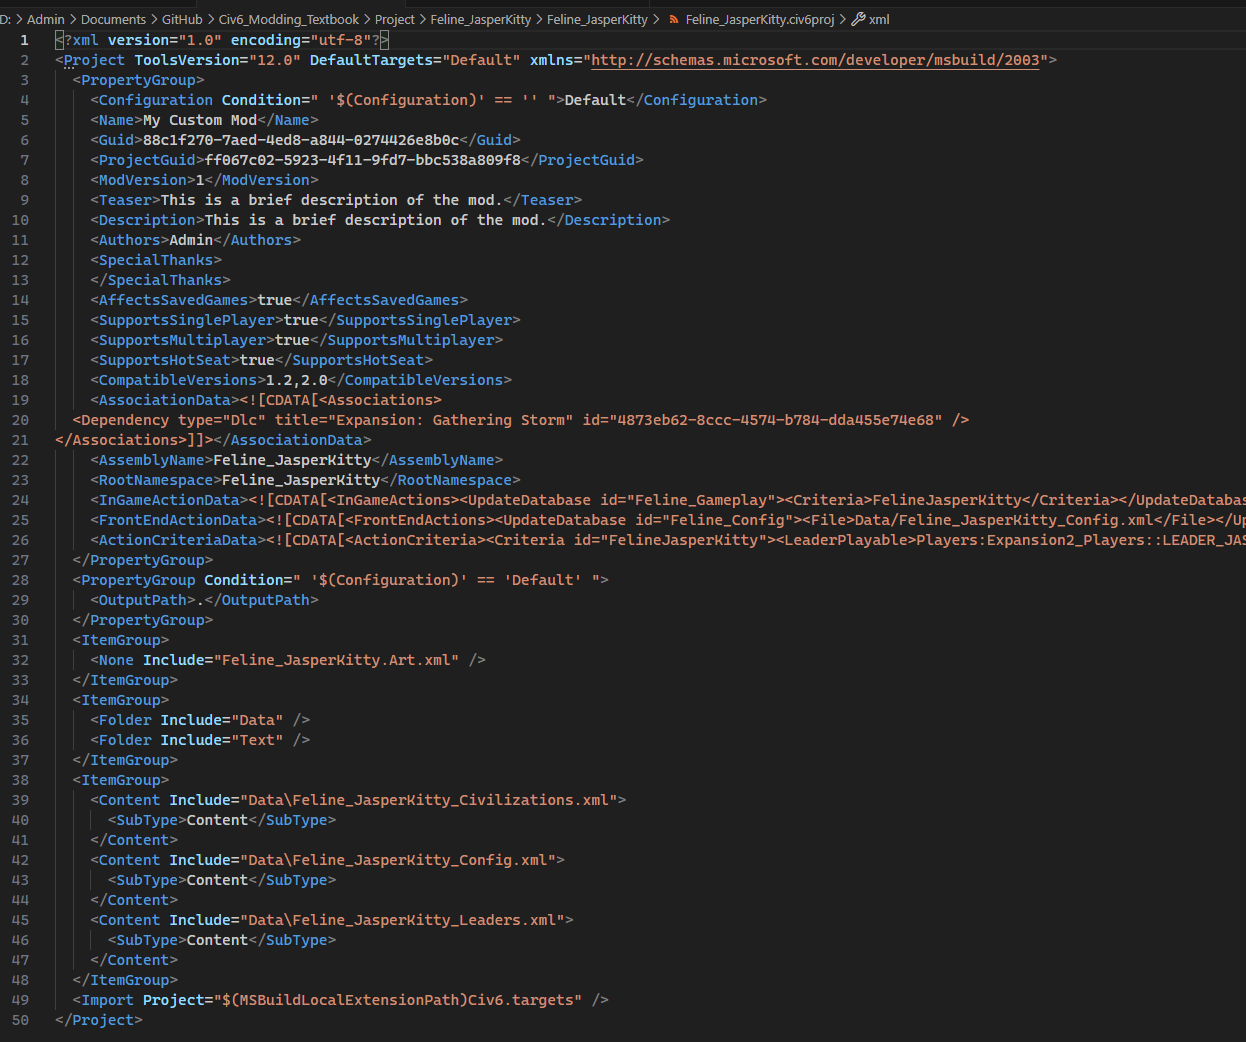 D: > Admin > Documents > GitHub > Civ6_Modding_Textbook > Project > Feline_JasperKitty > Feline_JasperKitty > Feline_JasperKitty.civ6proj > xml
1 <?xml version="1.0" encoding="utf-8"?>
2 <Project ToolsVersion="12.0" DefaultTargets="Default" xmlns="http://schemas.microsoft.com/developer/msbuild/2003">
3 <PropertyGroup>
4 <Configuration Condition=" '$(Configuration)' == '' ">Default</Configuration>
5 <Name>My Custom Mod</Name>
6 <Guid>88c1f270-7aed-4ed8-a844-0274426e8b0c</Guid>
7 <ProjectGuid>ff067c02-5923-4f11-9fd7-bbc538a809f8</ProjectGuid>
8 <ModVersion>1</ModVersion>
9 <Teaser>This is a brief description of the mod.</Teaser>
10 <Description>This is a brief description of the mod.</Description>
11 <Authors>Admin</Authors>
12 <SpecialThanks>
13 </SpecialThanks>
14 <AffectsSavedGames>true</AffectsSavedGames>
15 <SupportsSinglePlayer>true</SupportsSinglePlayer>
16 <SupportsMultiplayer>true</SupportsMultiplayer>
17 <SupportsHotSeat>true</SupportsHotSeat>
18 <CompatibleVersions>1.2,2.0</CompatibleVersions>
19 <AssociationData><![CDATA[<Associations>
20 <Dependency type="Dlc" title="Expansion: Gathering Storm" id="4873eb62-8ccc-4574-b784-dda455e74e68" />
21 </Associations>]]></AssociationData>
22 <AssemblyName>Feline_JasperKitty</AssemblyName>
23 <RootNamespace>Feline_JasperKitty</RootNamespace>
24 <InGameActionData><![CDATA[<InGameActions><UpdateDatabase id="Feline_Gameplay"><Criteria>FelineJasperKitty</Criteria></UpdateDatabas
25 <FrontEndActionData><![CDATA[<FrontEndActions><UpdateDatabase id="Feline_Config"><File>Data/Feline_JasperKitty_Config.xml</File></Up
26 <ActionCriteriaData><![CDATA[<ActionCriteria><Criteria id="FelineJasperKitty"><LeaderPlayable>Players:Expansion2_Players::LEADER_JAS
27 </PropertyGroup>
28 <PropertyGroup Condition=" '$(Configuration)' == 'Default' ">
29 <OutputPath>.</OutputPath>
30 </PropertyGroup>
31 <ItemGroup>
32 <None Include="Feline_JasperKitty.Art.xml" />
33 </ItemGroup>
34 <ItemGroup>
35 <Folder Include="Data" />
36 <Folder Include="Text" />
37 </ItemGroup>
38 <ItemGroup>
39 <Content Include="Data\Feline_JasperKitty_Civilizations.xml">
40 <SubType>Content</SubType>
41 </Content>
42 <Content Include="Data\Feline_JasperKitty_Config.xml">
43 <SubType>Content</SubType>
44 </Content>
45 <Content Include="Data\Feline_JasperKitty_Leaders.xml">
46 <SubType>Content</SubType>
47 </Content>
48 </ItemGroup>
49 <Import Project="$(MSBuildLocalExtensionPath)Civ6.targets" />
50 </Project>